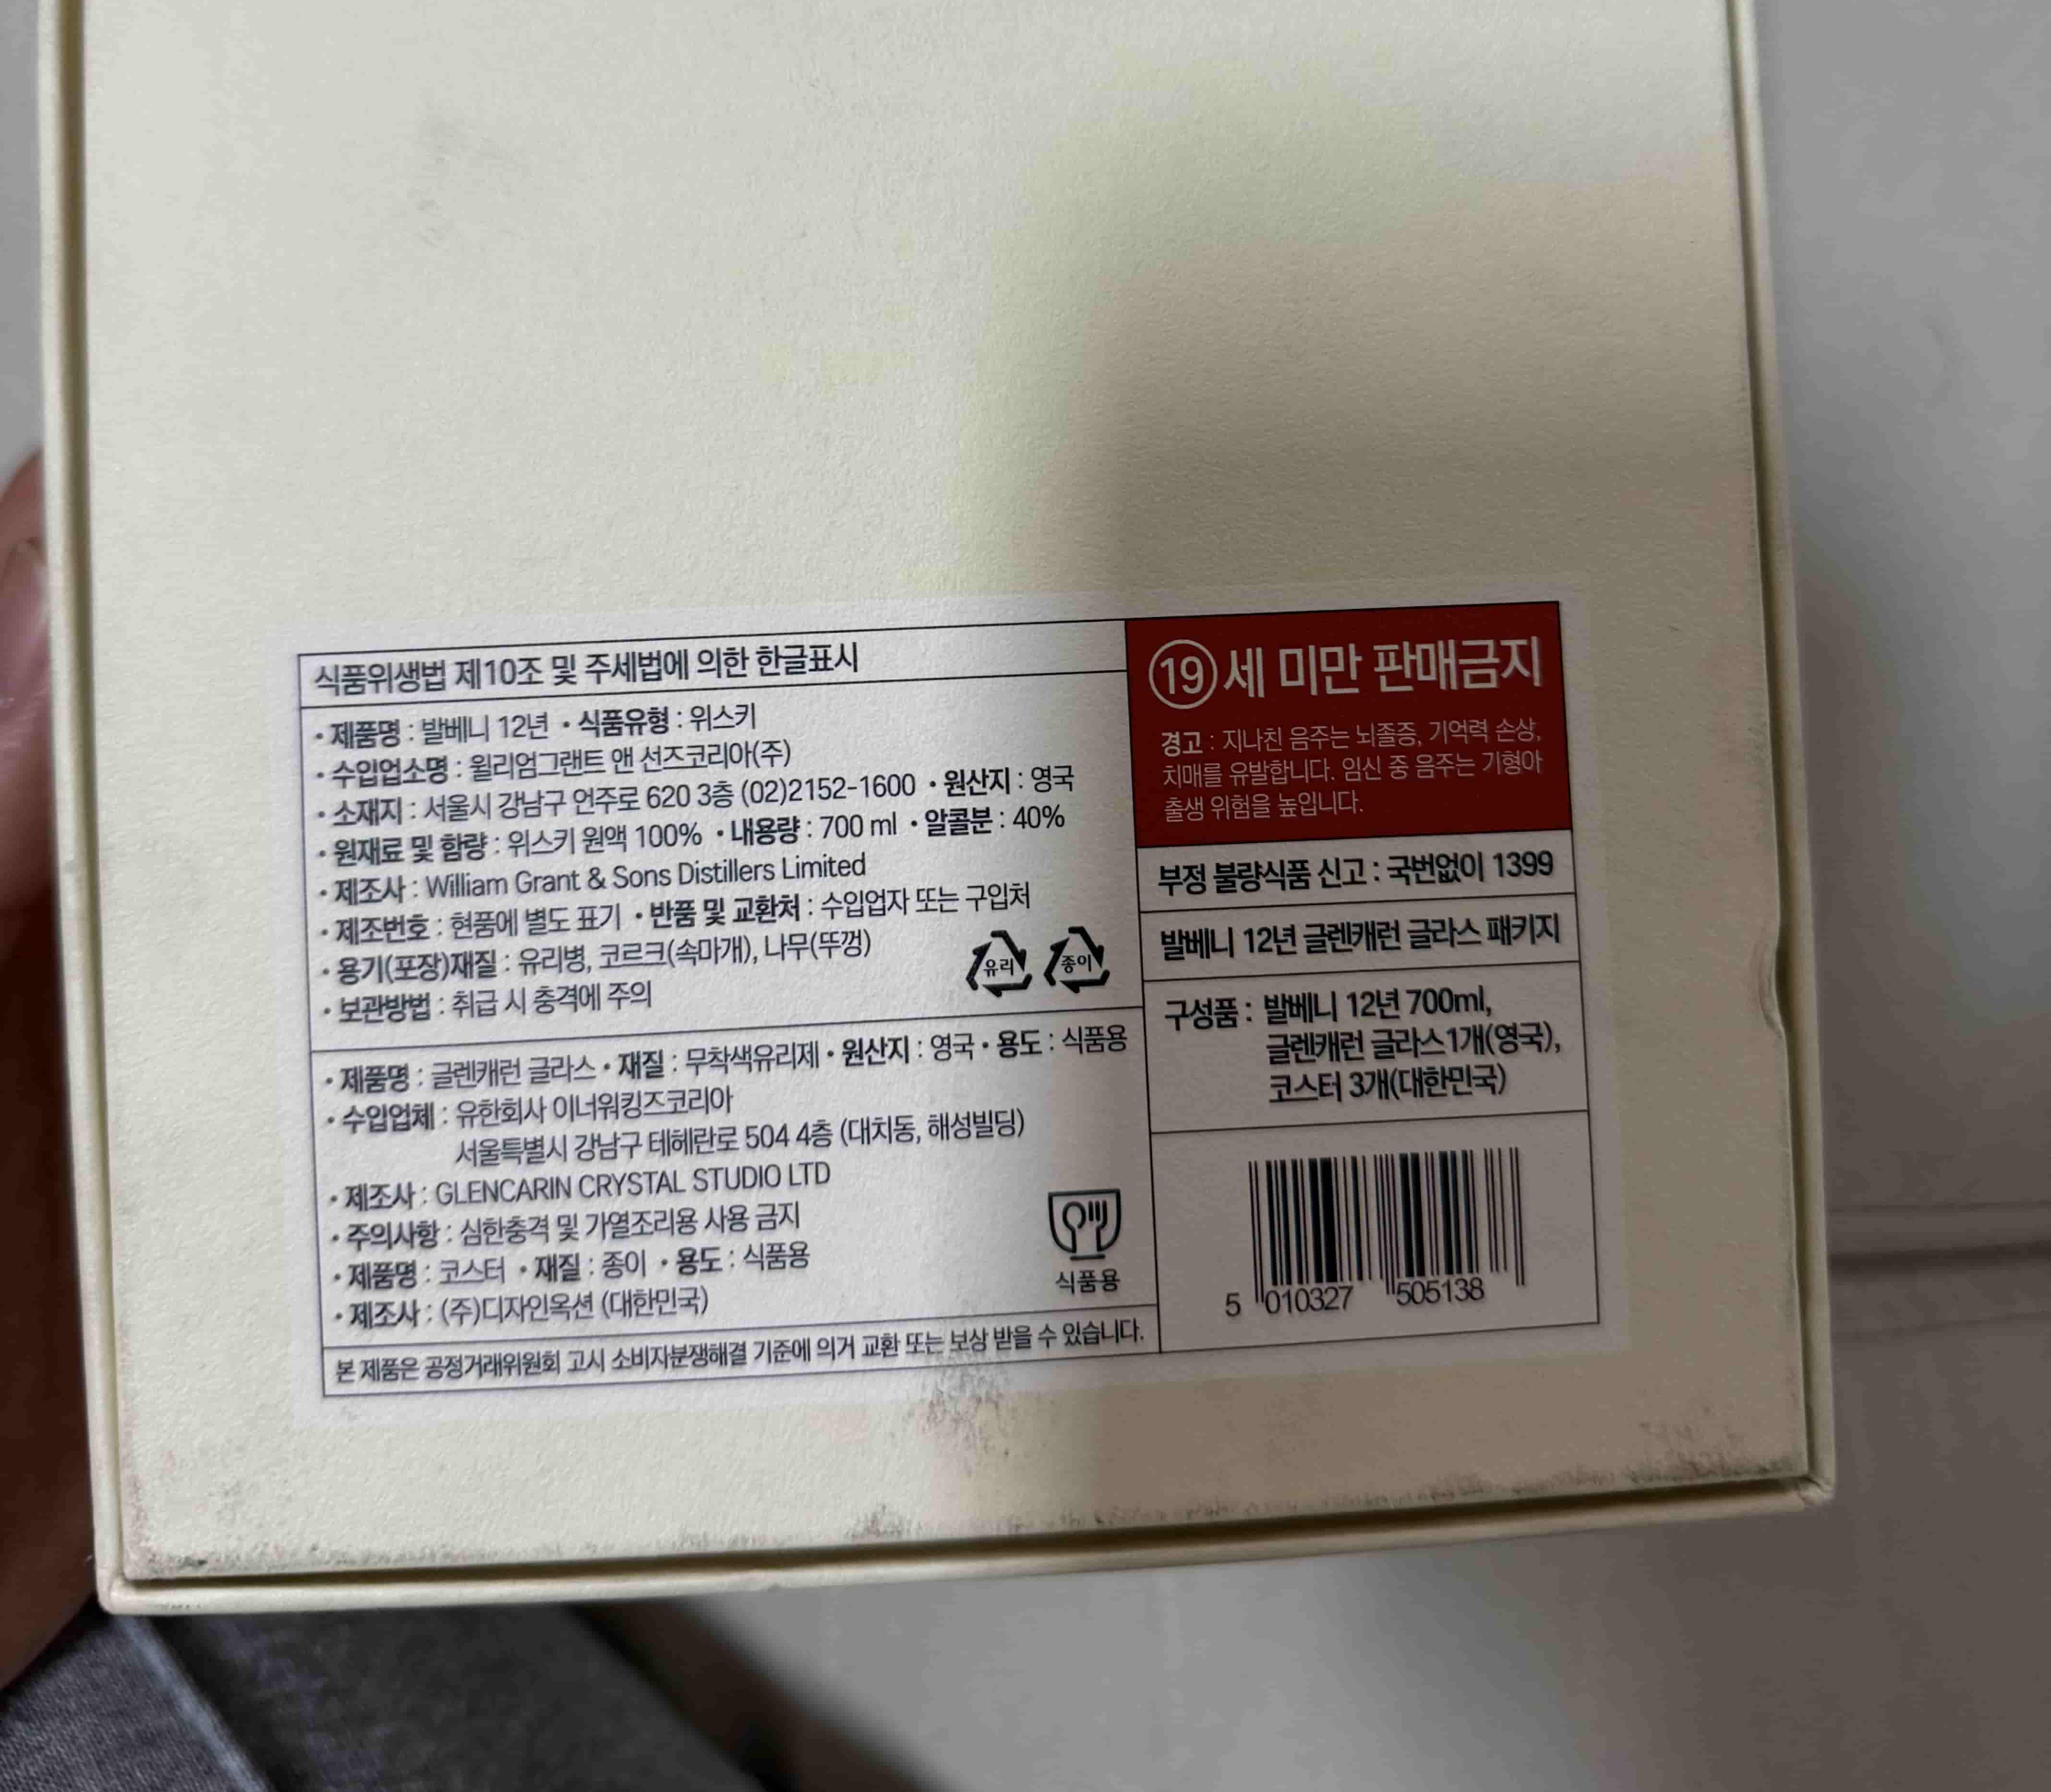 식품위생법 제10조 및 주세법에 의한 한글표시
• 제품명 : 발베니 12년 • 식품유형 : 위스키
• 수입업소명 : 윌리엄그랜트 앤 선즈코리아(주)
• 소재지 : 서울시 강남구 언주로 620 3층 (02)2152-1600 • 원산지 : 영국
• 원재료 및 함량 : 위스키 원액 100% • 내용량 : 700 ml • 알콜분 : 40%
• 제조사 : William Grant & Sons Distillers Limited
• 제조번호 : 현품에 별도 표기 • 반품 및 교환처 : 수입업자 또는 구입처
• 용기(포장)재질 : 유리병, 코르크(속마개), 나무(뚜껑)
• 보관방법 : 취급 시 충격에 주의
유리 종이
• 제품명 : 글렌캐런 글라스 • 재질 : 무착색유리제 • 원산지 : 영국 • 용도 : 식품용
• 수입업체 : 유한회사 이너워킹즈코리아
서울특별시 강남구 테헤란로 504 4층 (대치동, 해성빌딩)
• 제조사 : GLENCARIN CRYSTAL STUDIO LTD
• 주의사항 : 심한충격 및 가열조리용 사용 금지
• 제품명 : 코스터 • 재질 : 종이 • 용도 : 식품용
• 제조사 : (주)디자인옥션 (대한민국)
식품용
본 제품은 공정거래위원회 고시 소비자분쟁해결 기준에 의거 교환 또는 보상 받을 수 있습니다.
19세 미만 판매금지
경고 : 지나친 음주는 뇌졸증, 기억력 손상,
치매를 유발합니다. 임신 중 음주는 기형아
출생 위험을 높입니다.
부정 불량식품 신고 : 국번없이 1399
발베니 12년 글렌캐런 글라스 패키지
구성품 : 발베니 12년 700ml,
글렌캐런 글라스1개(영국),
코스터 3개(대한민국)
5 010327 505138